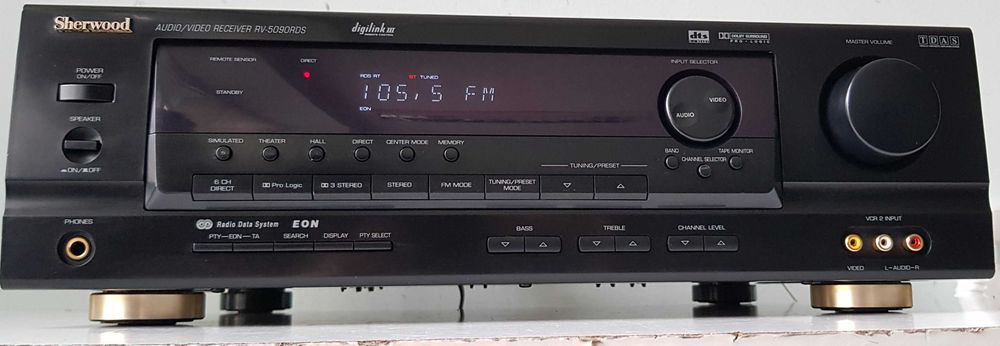 Sherwood
AUDIO/VIDEO RECEIVER RV-5090RDS
digilink III
REMOTE CONTROL
dts
DOLBY SURROUND
PRO • LOGIC
MASTER VOLUME
TDAS
POWER
ON/OFF
REMOTE SENSOR
DIRECT
STANDBY
RDS RT
ST TUNED
105.5 FM
EON
INPUT SELECTOR
VIDEO
AUDIO
SPEAKER
ON/OFF
SIMULATED
THEATER
HALL
DIRECT
CENTER MODE
MEMORY
TUNING/PRESET
BAND
CHANNEL SELECTOR
TAPE MONITOR
6 CH
DIRECT
Pro Logic
3 STEREO
STEREO
FM MODE
TUNING/PRESET
MODE
PHONES
Radio Data System
EON
PTY—EON—TA
SEARCH
DISPLAY
PTY SELECT
BASS
TREBLE
CHANNEL LEVEL
VCR 2 INPUT
VIDEO
L-AUDIO-R